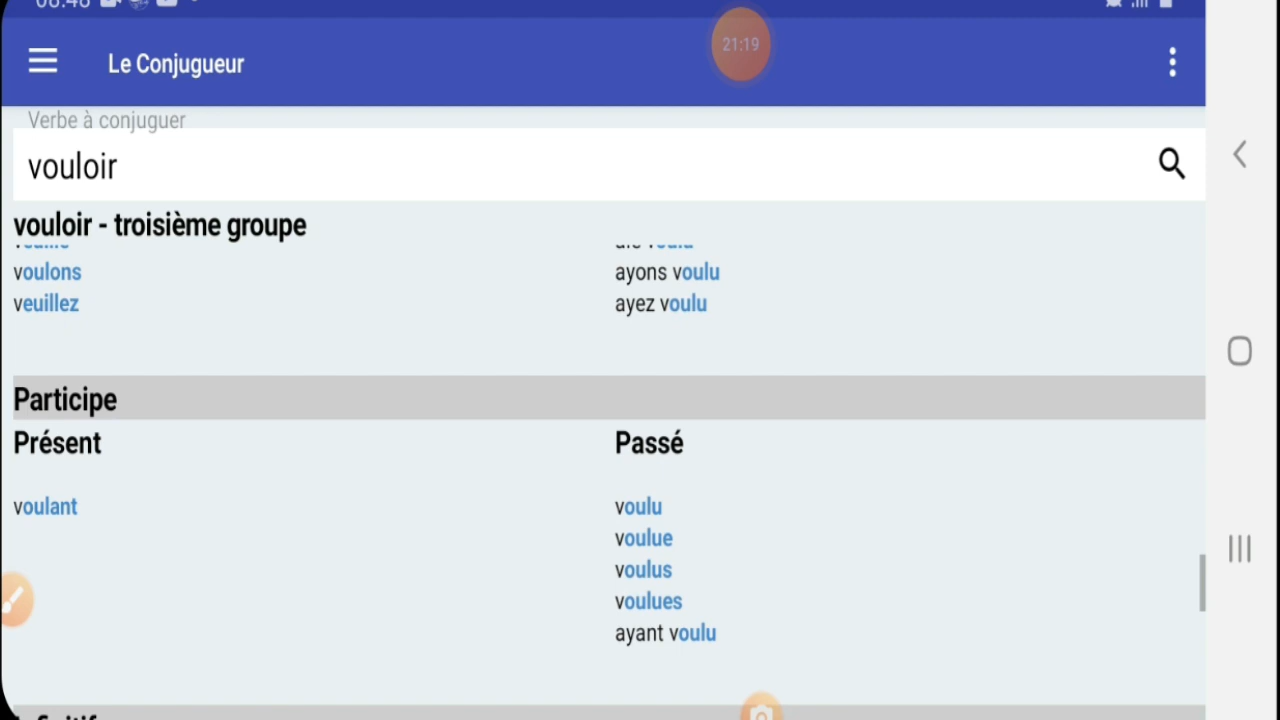 21:19
Le Conjugueur
Verbe à conjuguer
vouloir
vouloir - troisième groupe
voulons
ayons voulu
veuillez
ayez voulu
Participe
Présent
Passé
voulant
voulu
voulue
voulus
voulues
ayant voulu